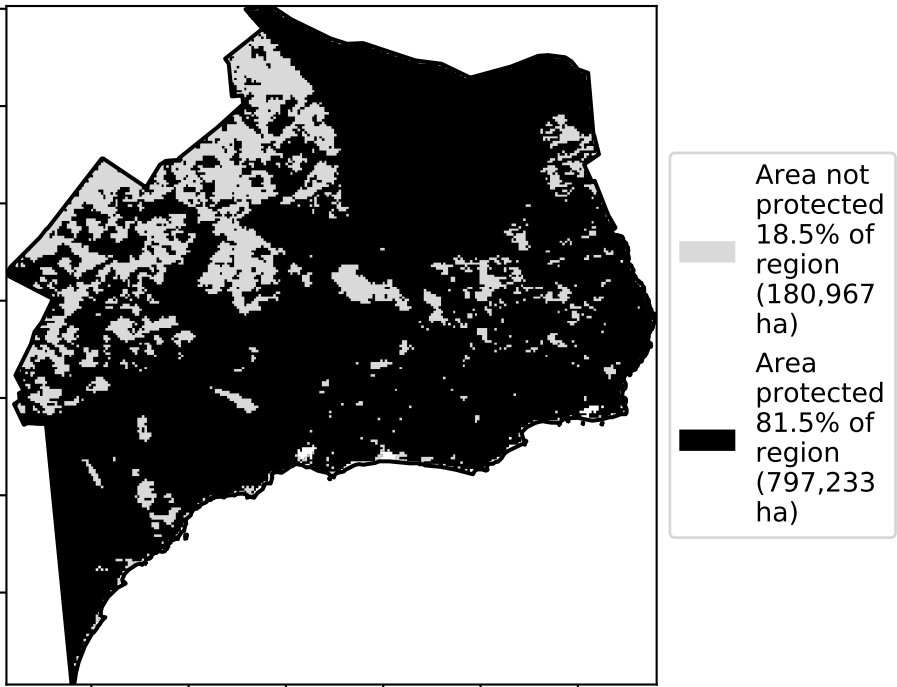 Area not
protected
18.5% of
region
(180,967
ha)
Area
protected
81.5% of
region
(797,233
ha)